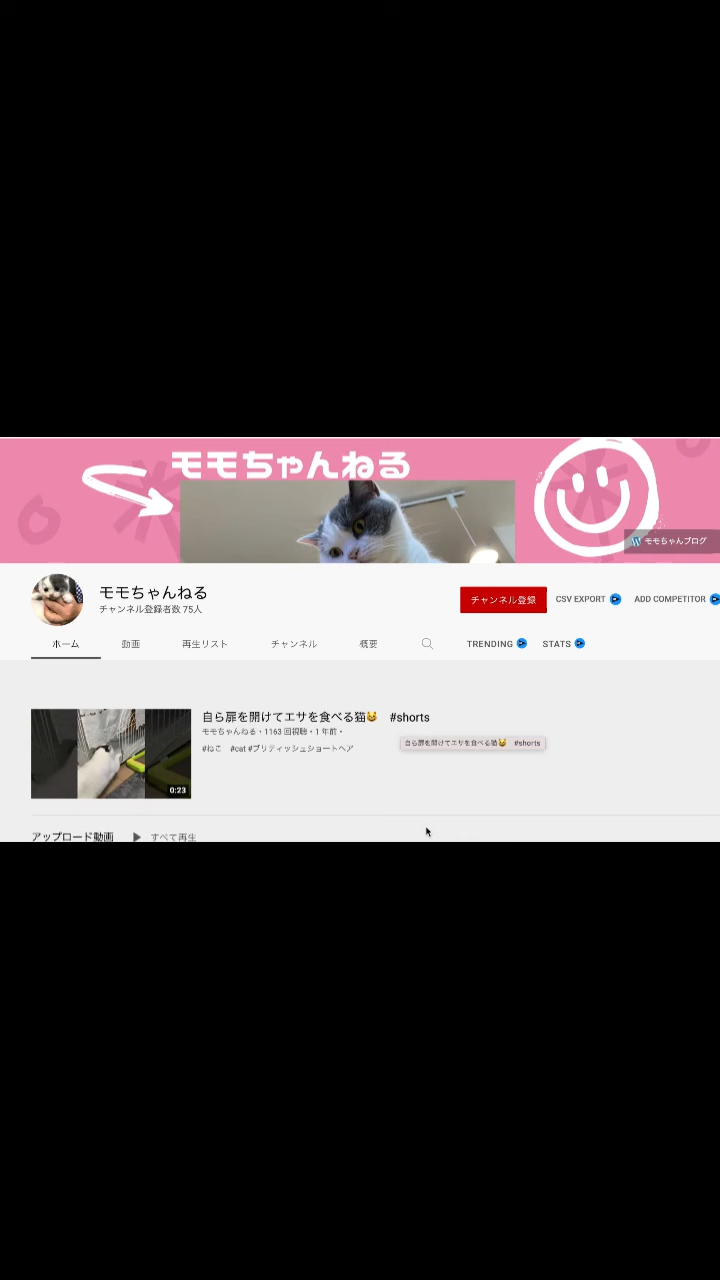 モモちゃんねる
モモちゃんブログ
モモちゃんねる
チャンネル登録者数 75人
チャンネル登録
CSV EXPORT
ADD COMPETITOR
ホーム
動画
再生リスト
チャンネル
概要
TRENDING
STATS
自ら扉を開けてエサを食べる猫😺 #shorts
モモちゃんねる・1163 回視聴・1 年前・
自ら扉を開けてエサを食べる猫😺 #shorts
#ねこ #cat #ブリティッシュショートヘア
0:23
アップロード動画 ▶ すべて再生